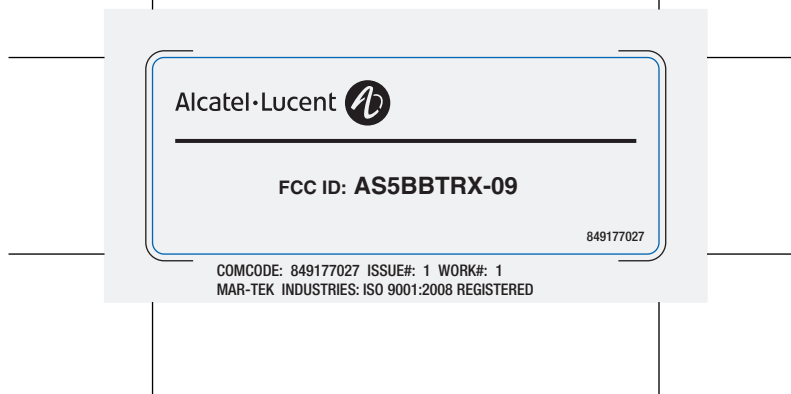 Alcatel·Lucent
FCC ID: AS5BBTRX-09
849177027
COMCODE: 849177027 ISSUE#: 1 WORK#: 1
MAR-TEK INDUSTRIES: ISO 9001:2008 REGISTERED